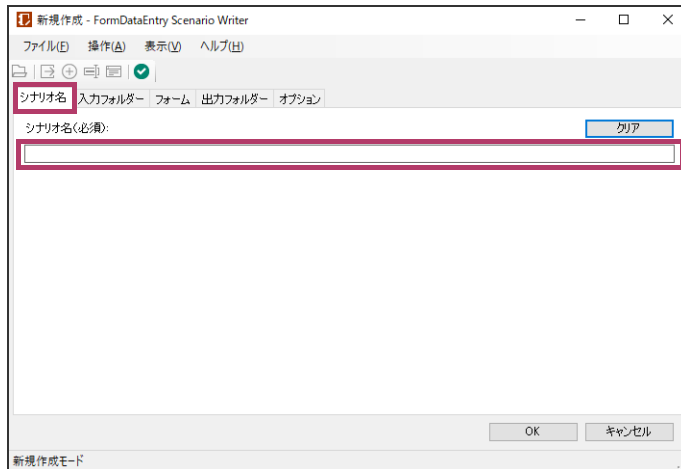 新規作成 - FormDataEntry Scenario Writer
ファイル(F) 操作(A) 表示(V) ヘルプ(H)
シナリオ名 入力フォルダー フォーム 出力フォルダー オプション
シナリオ名(必須): クリア
OK キャンセル
新規作成モード